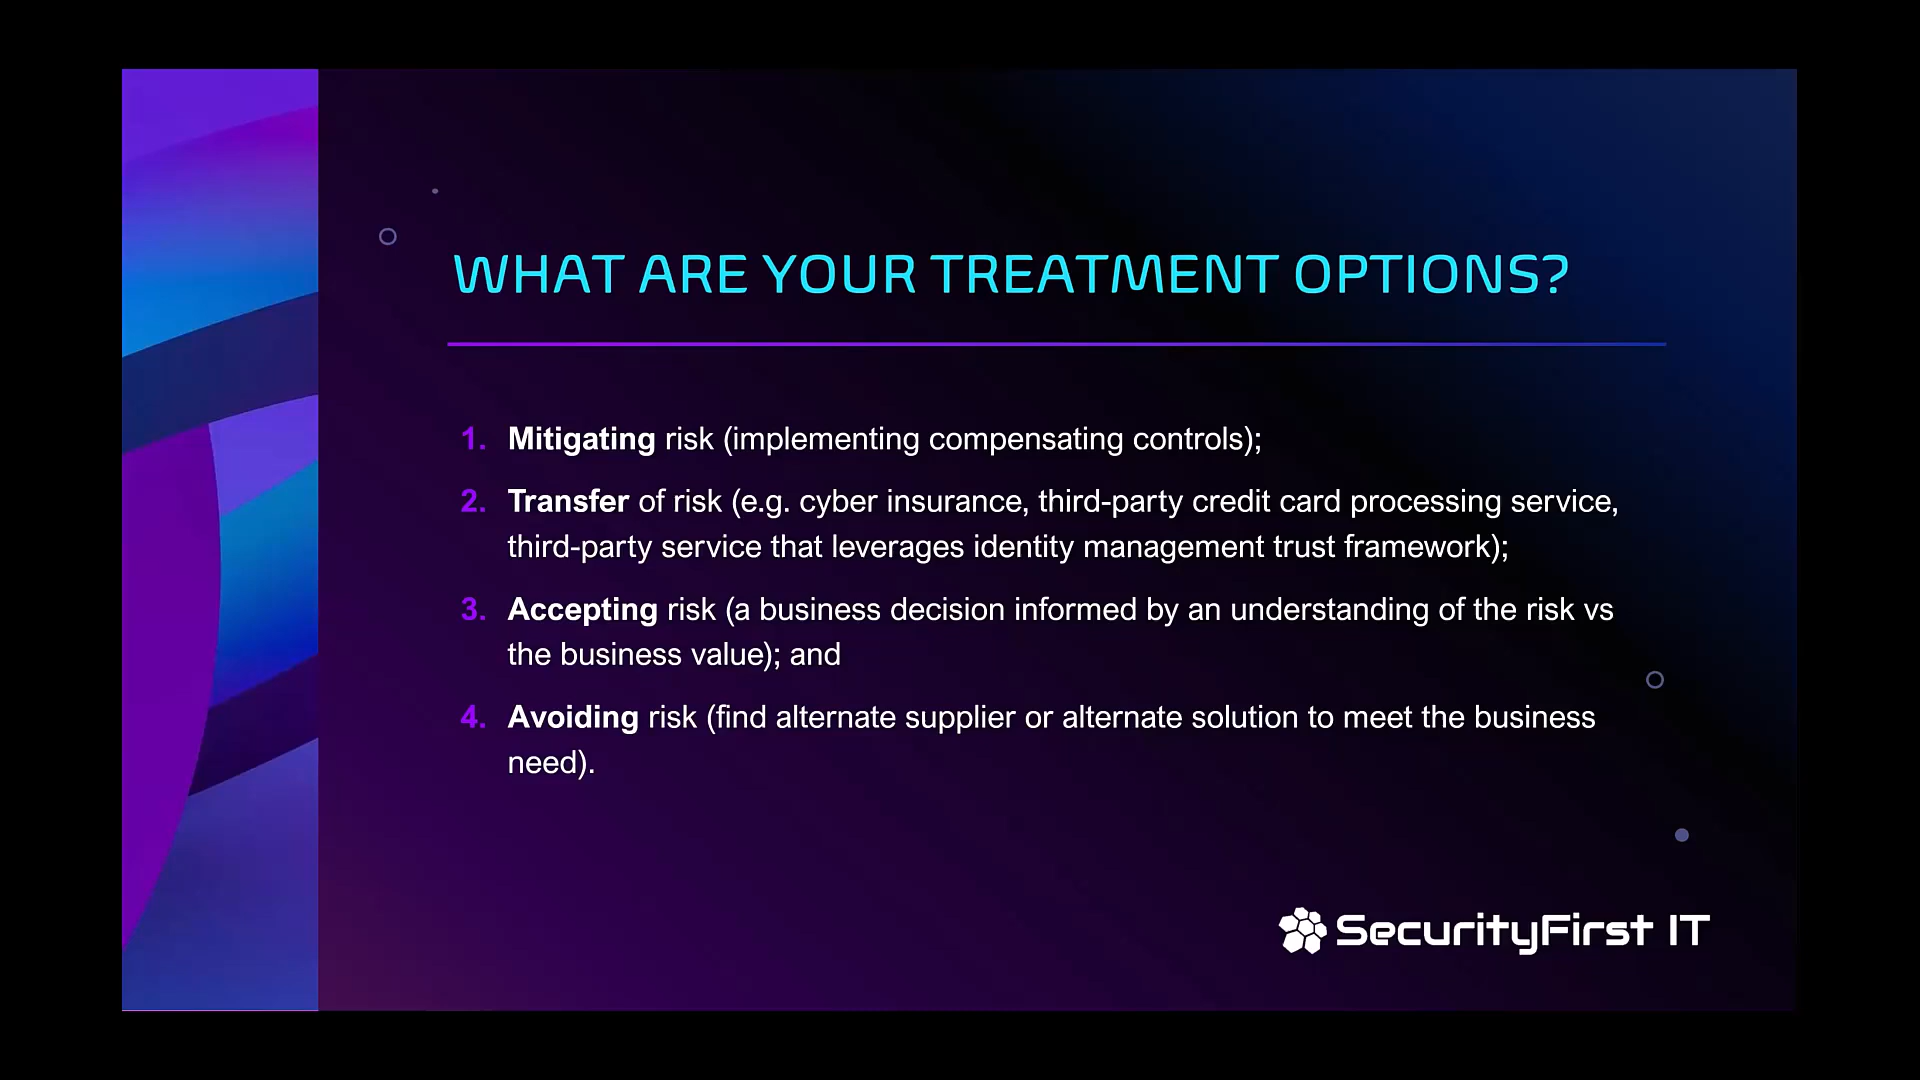 WHAT ARE YOUR TREATMENT OPTIONS?
1. Mitigating risk (implementing compensating controls);
2. Transfer of risk (e.g. cyber insurance, third-party credit card processing service,
third-party service that leverages identity management trust framework);
3. Accepting risk (a business decision informed by an understanding of the risk vs
the business value); and
4. Avoiding risk (find alternate supplier or alternate solution to meet the business
need).
SecurityFirst IT